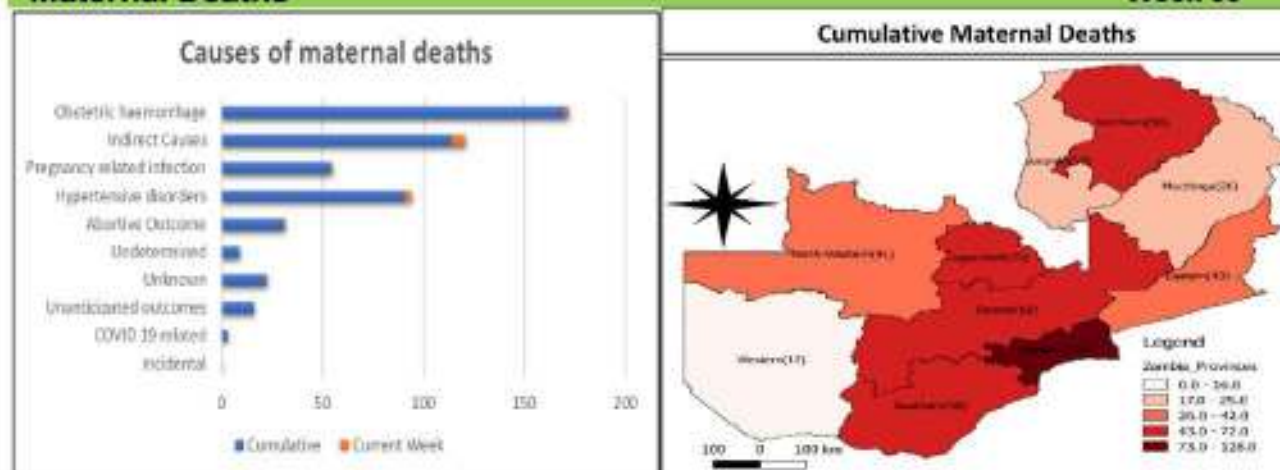 Maternal Deaths
Causes of maternal deaths
Obstetric haemorrhage
Indirect Causes
Pregnancy related infection
Hypertensive disorders
Abortive Outcome
Undetermined
Unknown
Unanticipated outcomes
COVID 19 related
Incidental
0 50 100 150 200
Cumulative Current Week
Cumulative Maternal Deaths
Muchinga
North-Western
Eastern
Western
Southern
Legend
Zambia_Provinces
0.0 - 16.0
17.0 - 25.0
26.0 - 42.0
43.0 - 72.0
73.0 - 128.0
100 0 100 km